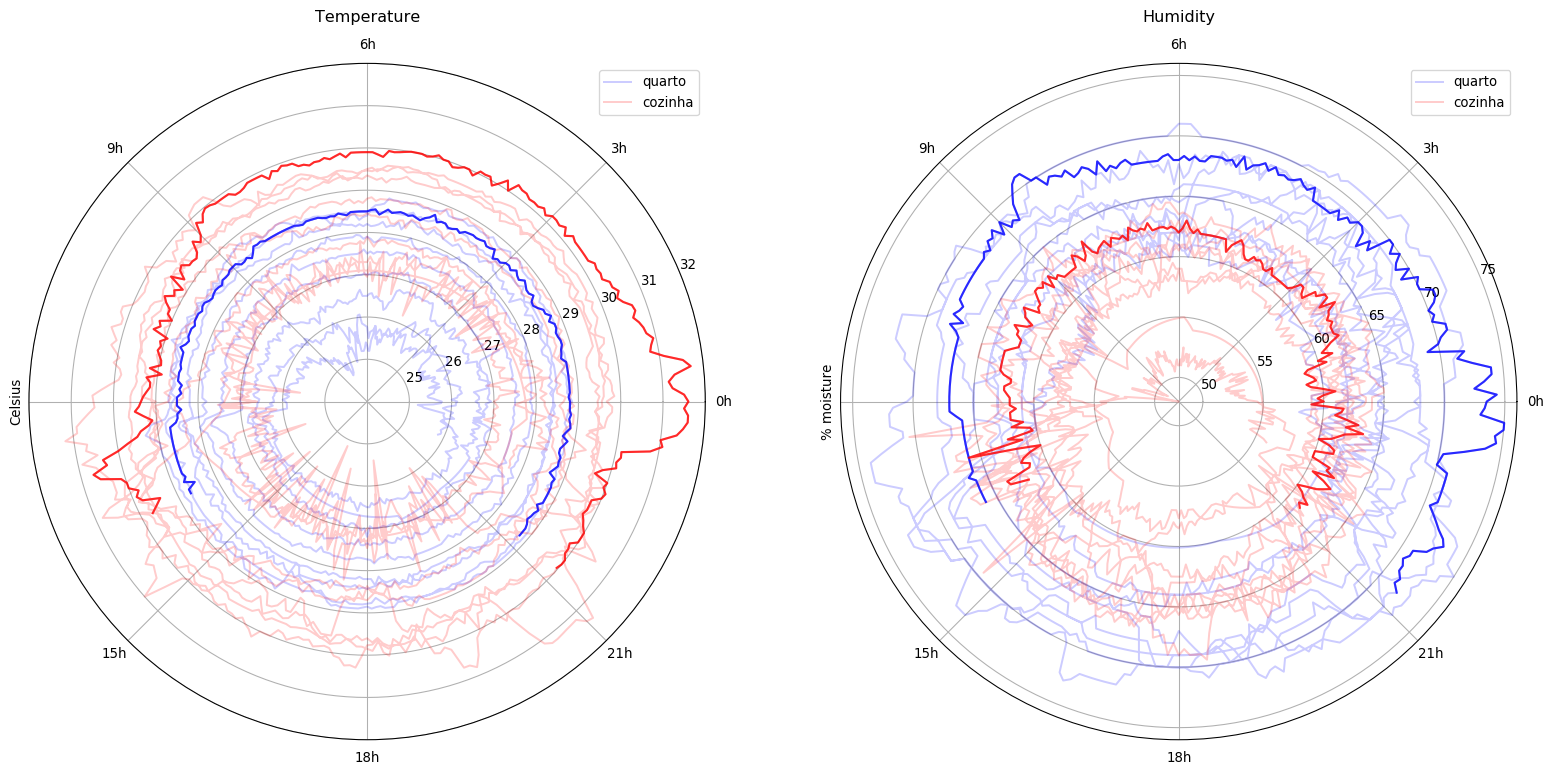 Temperature
6h
quarto
cozinha
9h
3h
32
31
30
29
28
27
26
25
Celsius
0h
15h
21h
18h
Humidity
6h
quarto
cozinha
9h
3h
75
70
65
60
55
50
% moisture
0h
15h
21h
18h